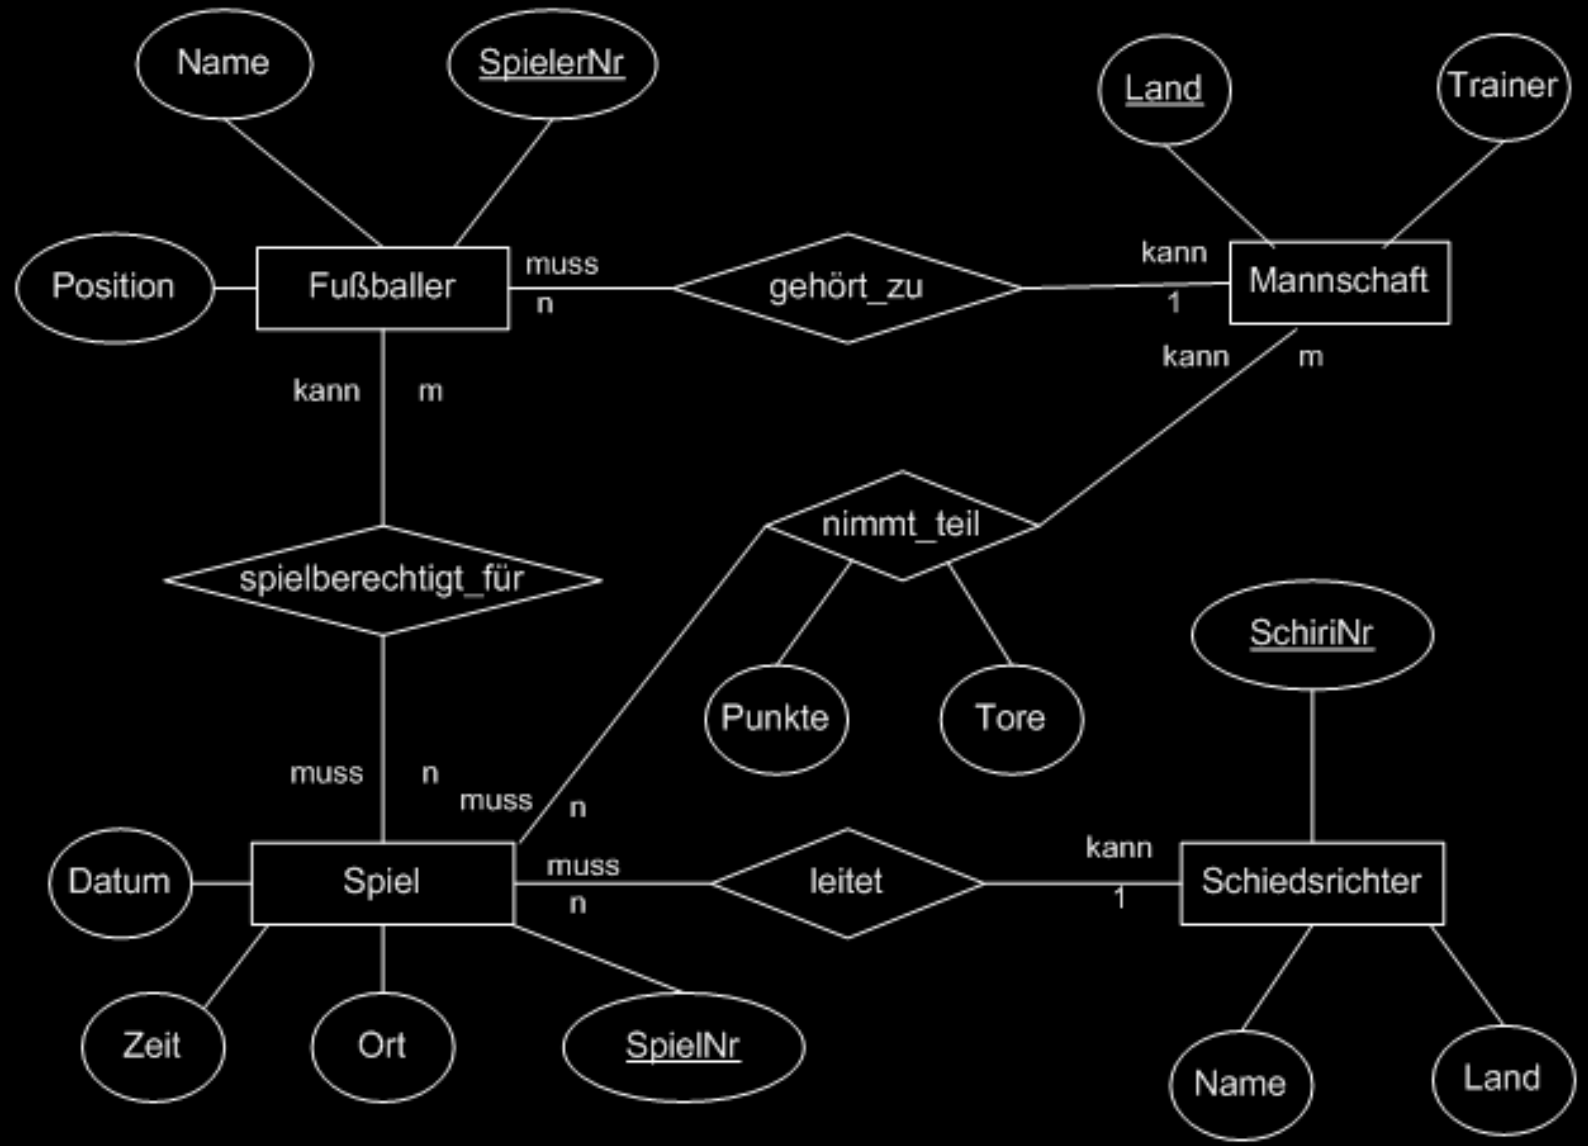 Name
SpielerNr
Land
Trainer
Position
Fußballer
muss
n
gehört_zu
kann
1
Mannschaft
kann
m
kann
m
nimmt_teil
spielberechtigt_für
SchiriNr
Punkte
Tore
muss
n
muss
n
Datum
Spiel
muss
n
leitet
kann
1
Schiedsrichter
Zeit
Ort
SpielNr
Name
Land